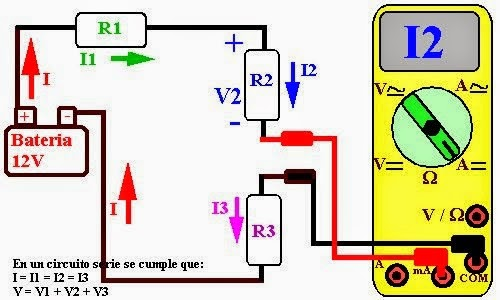 R1
I1
I
+
-
Bateria
12V
I
+
R2
V2
-
I2
I3
R3
I2
V
A
V
A
Ω
V / Ω
A
mA
COM
En un circuito serie se cumple que:
I = I1 = I2 = I3
V = V1 + V2 + V3